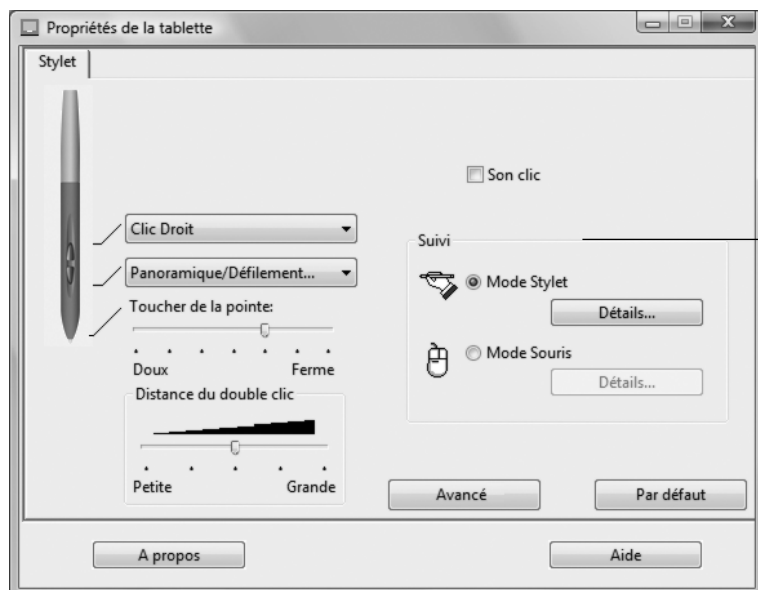 Propriétés de la tablette
Stylet
Son clic
Clic Droit
Panoramique/Défilement...
Toucher de la pointe:
Doux Ferme
Distance du double clic
Petite Grande
Suivi
Mode Stylet
Détails...
Mode Souris
Détails...
Avancé
Par défaut
A propos
Aide